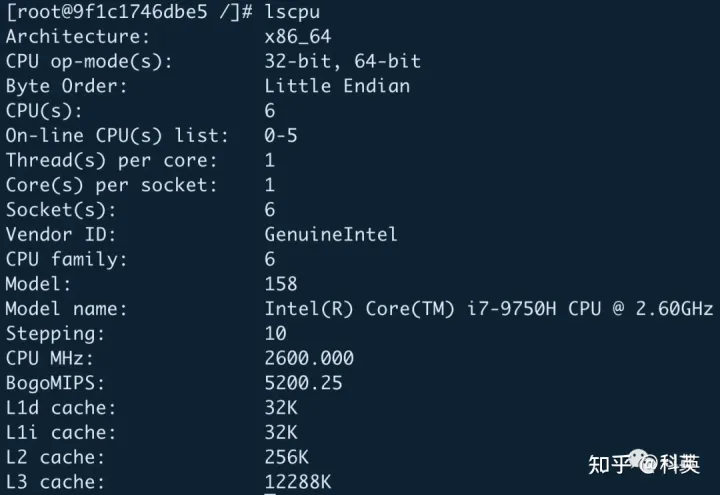 [root@9f1c1746dbe5 /]# lscpu
Architecture: x86_64
CPU op-mode(s): 32-bit, 64-bit
Byte Order: Little Endian
CPU(s): 6
On-line CPU(s) list: 0-5
Thread(s) per core: 1
Core(s) per socket: 1
Socket(s): 6
Vendor ID: GenuineIntel
CPU family: 6
Model: 158
Model name: Intel(R) Core(TM) i7-9750H CPU @ 2.60GHz
Stepping: 10
CPU MHz: 2600.000
BogoMIPS: 5200.25
L1d cache: 32K
L1i cache: 32K
L2 cache: 256K
L3 cache: 12288K
知乎 @科英